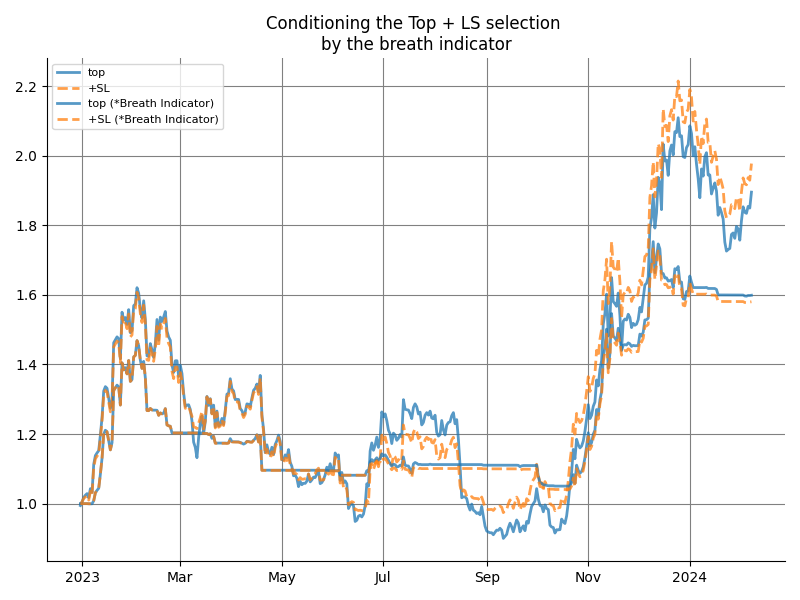 Conditioning the Top + LS selection
by the breath indicator
top
+SL
top (*Breath Indicator)
+SL (*Breath Indicator)
2.2
2.0
1.8
1.6
1.4
1.2
1.0
2023 Mar May Jul Sep Nov 2024